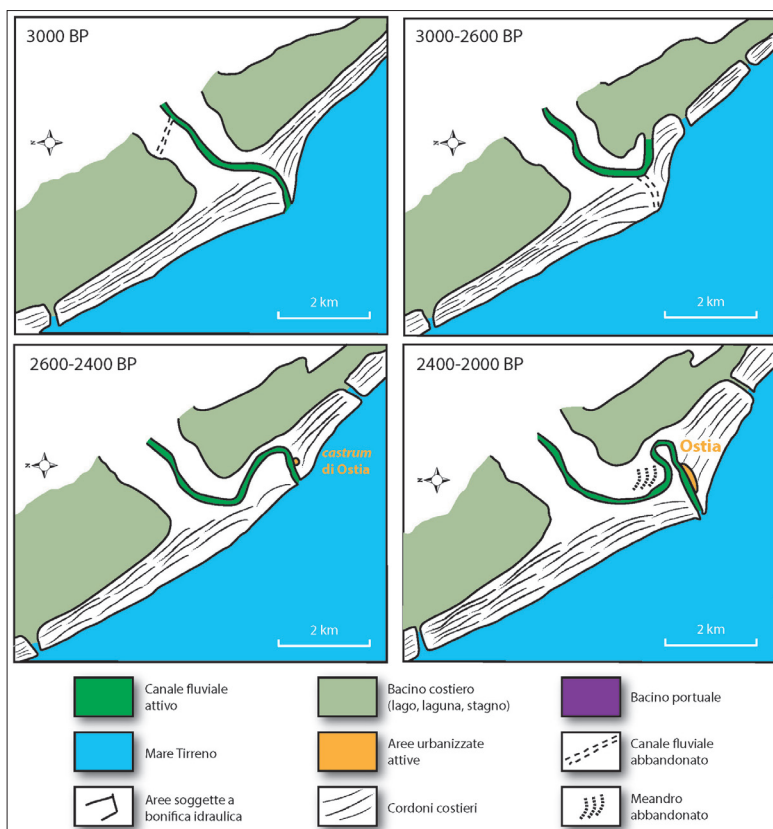 3000 BP
N
2 km
3000-2600 BP
N
2 km
2600-2400 BP
N
castrum
di Ostia
2 km
2400-2000 BP
N
Ostia
2 km
Canale fluviale
attivo
Bacino costiero
(lago, laguna, stagno)
Bacino portuale
Mare Tirreno
Aree urbanizzate
attive
Canale fluviale
abbandonato
Aree soggette a
bonifica idraulica
Cordoni costieri
Meandro
abbandonato